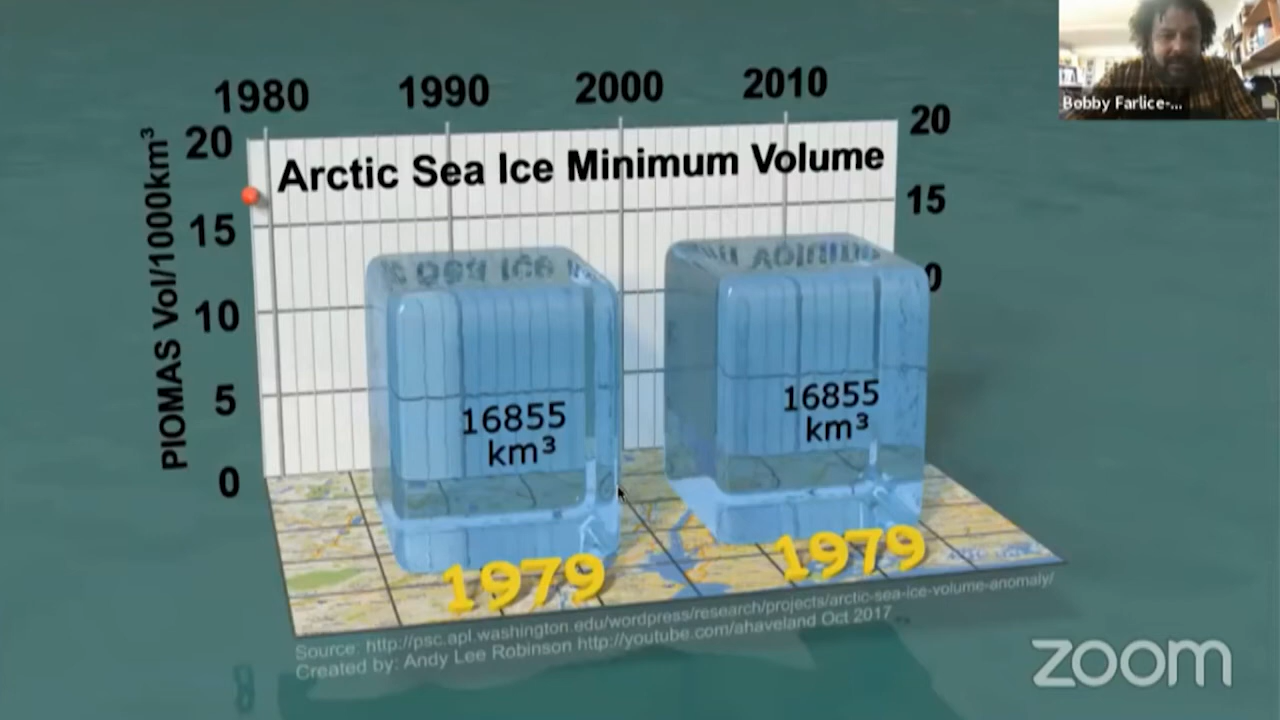 Bobby Farlice-...
1980 1990 2000 2010
PIOMAS Vol/1000km³
20
15
10
5
0
Arctic Sea Ice Minimum Volume
20
15
0
16855
km³
16855
km³
1979
1979
Source: http://psc.apl.washington.edu/wordpress/research/projects/arctic-sea-ice-volume-anomaly/
Created by: Andy Lee Robinson http://youtube.com/ahaveland Oct 2017
zoom